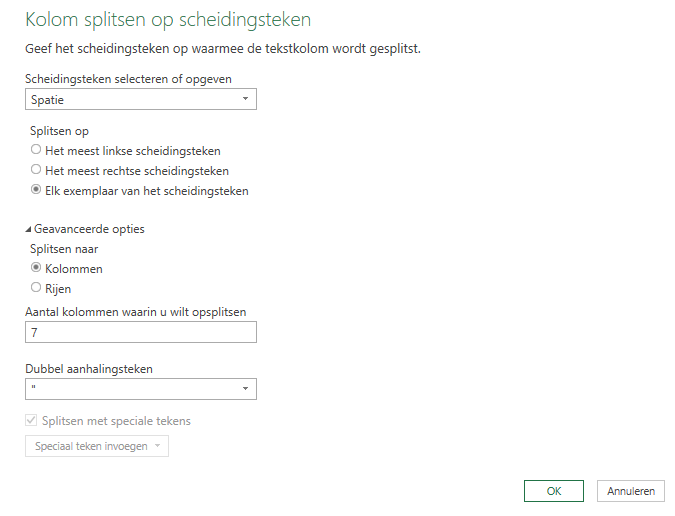 Kolom splitsen op scheidingsteken
Geef het scheidingsteken op waarmee de tekstkolom wordt gesplitst.
Scheidingsteken selecteren of opgeven
Spatie
Splitsen op
Het meest linkse scheidingsteken
Het meest rechtse scheidingsteken
Elk exemplaar van het scheidingsteken
Geavanceerde opties
Splitsen naar
Kolommen
Rijen
Aantal kolommen waarin u wilt opsplitsen
7
Dubbel aanhalingsteken
"
Splitsen met speciale tekens
Speciaal teken invoegen
OK Annuleren